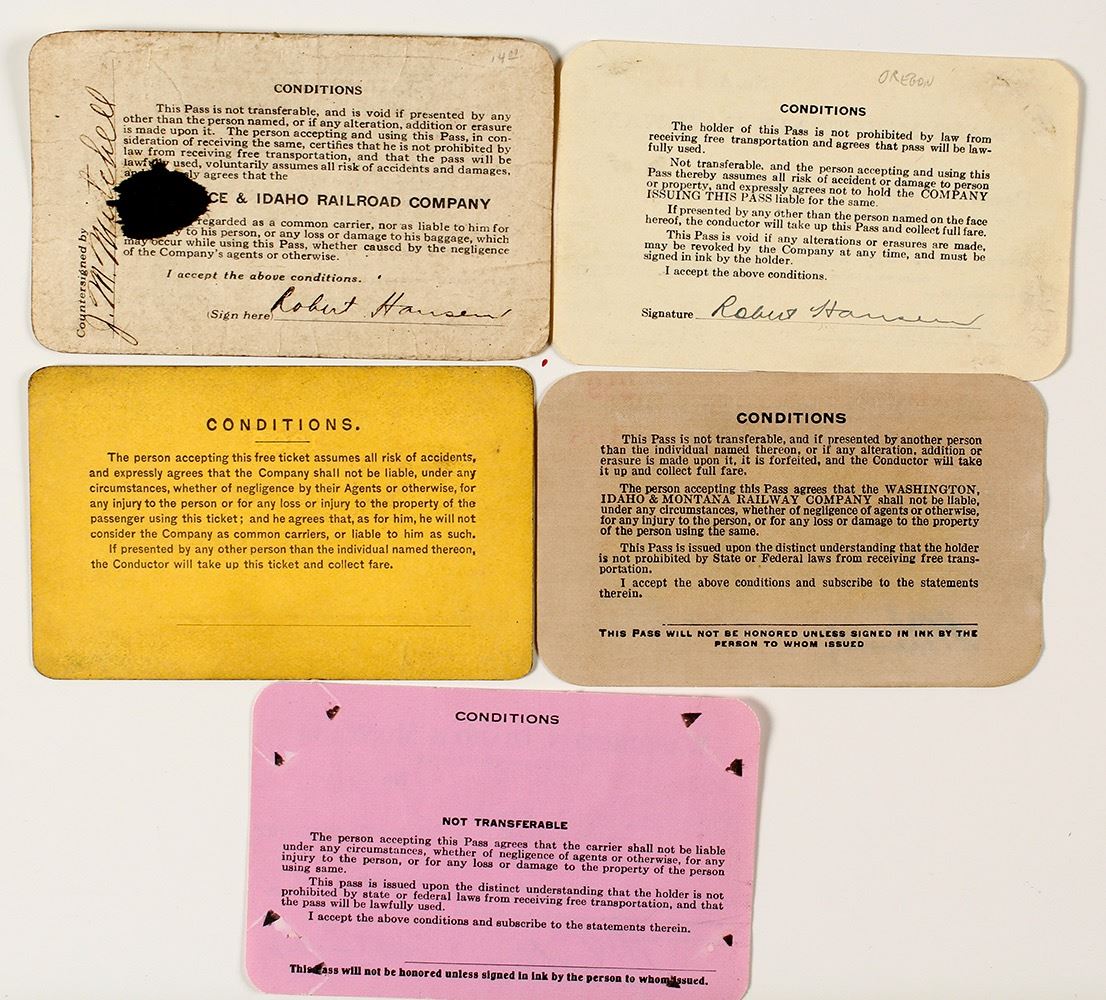 CONDITIONS
This Pass is not transferable, and is void if presented by any
other than the person named, or if any alteration, addition or erasure
is made upon it. The person accepting and using this Pass, in con-
sideration of receiving the same, certifies that he is not prohibited by
law from receiving free transportation, and that the pass will be
lawfully used, voluntarily assumes all risk of accidents and damages,
agrees that the
CE & IDAHO RAILROAD COMPANY
regarded as a common carrier, nor as liable to him for
to his person, or any loss or damage to his baggage, which
may occur while using this Pass, whether caused by the negligence
of the Company's agents or otherwise.
I accept the above conditions.
(Sign here) Robert Hansen
Countersigned by
J. W. Mitchell
OREGON
CONDITIONS
The holder of this Pass is not prohibited by law from
receiving free transportation and agrees that pass will be law-
fully used.
Not transferable, and the person accepting and using this
Pass thereby assumes all risk of accident or damage to person
or property, and expressly agrees not to hold the COMPANY
ISSUING THIS PASS liable for the same.
If presented by any other than the person named on the face
hereof, the conductor will take up this Pass and collect full fare.
This Pass is void if any alterations or erasures are made,
may be revoked by the Company at any time, and must be
signed in ink by the holder.
I accept the above conditions.
Signature Robert Hansen
CONDITIONS.
The person accepting this free ticket assumes all risk of accidents,
and expressly agrees that the Company shall not be liable, under any
circumstances, whether of negligence by their Agents or otherwise, for
any injury to the person or for any loss or injury to the property of the
passenger using this ticket; and he agrees that, as for him, he will not
consider the Company as common carriers, or liable to him as such.
If presented by any other person than the individual named thereon,
the Conductor will take up this ticket and collect fare.
CONDITIONS
This Pass is not transferable, and if presented by another person
than the individual named thereon, or if any alteration, addition or
erasure is made upon it, it is forfeited, and the Conductor will take
it up and collect full fare.
The person accepting this Pass agrees that the WASHINGTON,
IDAHO & MONTANA RAILWAY COMPANY shall not be liable,
under any circumstances, whether of negligence of agents or otherwise,
for any injury to the person, or for any loss or damage to the property
of the person using the same.
This Pass is issued upon the distinct understanding that the holder
is not prohibited by State or Federal laws from receiving free trans-
portation.
I accept the above conditions and subscribe to the statements
therein.
THIS PASS WILL NOT BE HONORED UNLESS SIGNED IN INK BY THE
PERSON TO WHOM ISSUED
CONDITIONS
NOT TRANSFERABLE
The person accepting this Pass agrees that the carrier shall not be liable
under any circumstances, whether of negligence of agents or otherwise, for any
injury to the person, or for any loss or damage to the property of the person
using same.
This pass is issued upon the distinct understanding that the holder is not
prohibited by state or federal laws from receiving free transportation, and that
the pass will be lawfully used.
I accept the above conditions and subscribe to the statements therein.
This Pass will not be honored unless signed in ink by the person to whom issued.